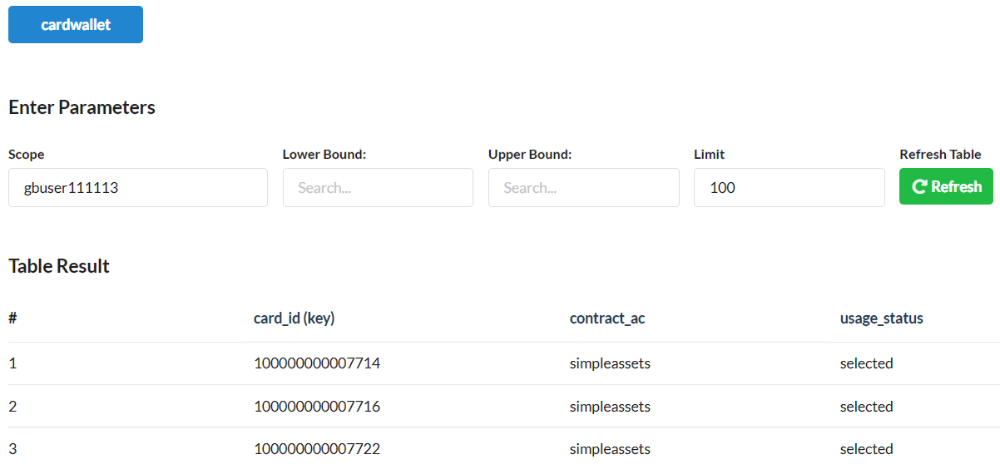 cardwallet
Enter Parameters
Scope Lower Bound: Upper Bound: Limit Refresh Table
gbuser111113 Search... Search... 100 Refresh
Table Result
# card_id (key) contract_ac usage_status
1 100000000007714 simpleassets selected
2 100000000007716 simpleassets selected
3 100000000007722 simpleassets selected